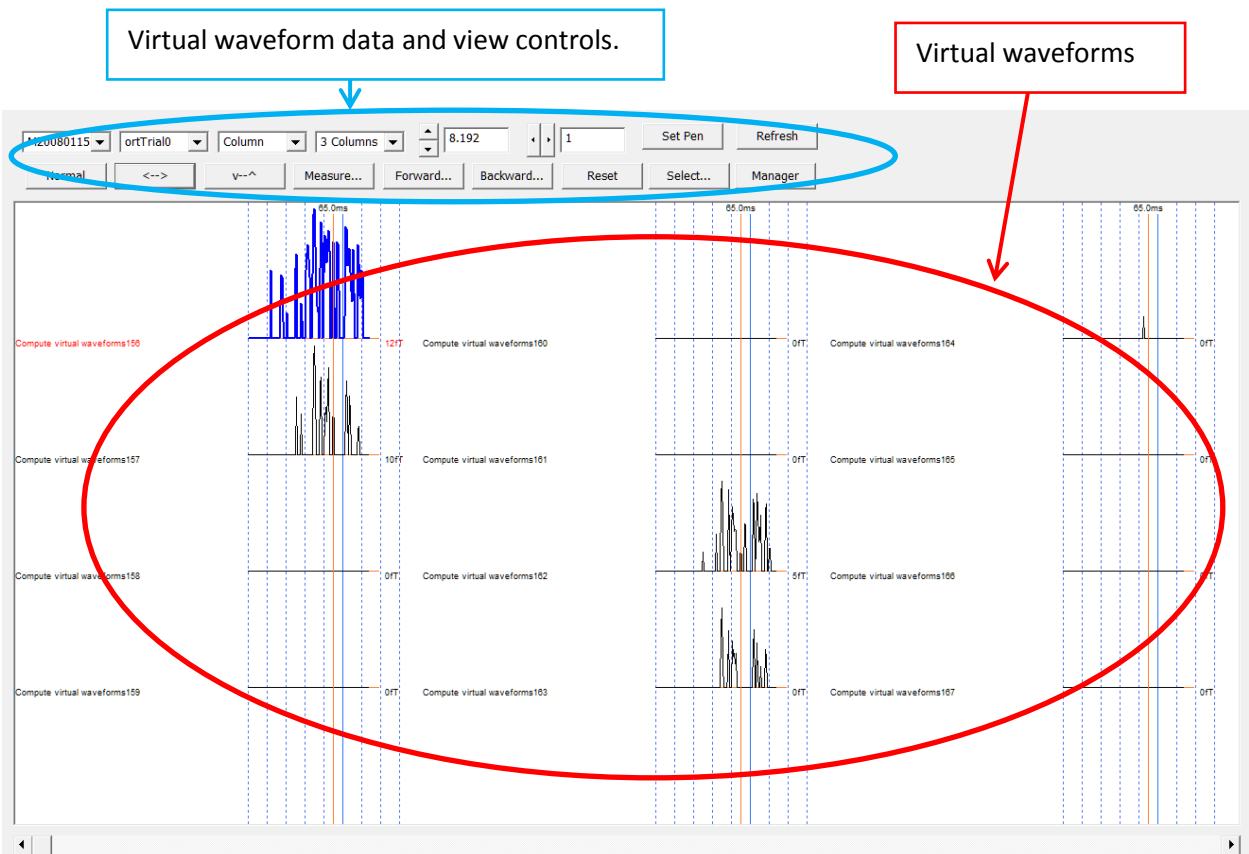 Virtual waveform data and view controls.
Virtual waveforms
M20080115 ortTrial0 Column 3 Columns 8.192 1 Set Pen Refresh
Normal <--> v--^ Measure... Forward... Backward... Reset Select... Manager
65.0ms 65.0ms 65.0ms
Compute virtual waveforms156 12fT Compute virtual waveforms160 0fT Compute virtual waveforms164 0fT
Compute virtual waveforms157 10fT Compute virtual waveforms161 0fT Compute virtual waveforms165 0fT
Compute virtual waveforms158 0fT Compute virtual waveforms162 5fT Compute virtual waveforms166 0fT
Compute virtual waveforms159 0fT Compute virtual waveforms163 0fT Compute virtual waveforms167 0fT